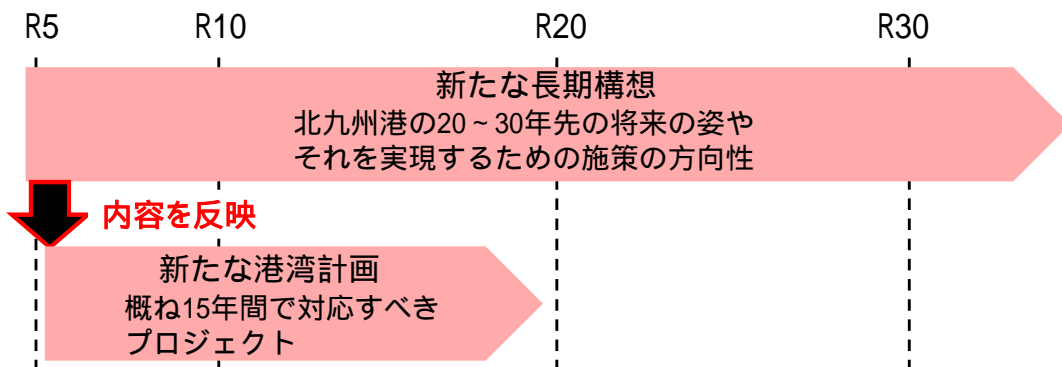 R5 R10 R20 R30
新たな長期構想
北九州港の20~30年先の将来の姿や
それを実現するための施策の方向性
内容を反映
新たな港湾計画
概ね15年間で対応すべき
プロジェクト